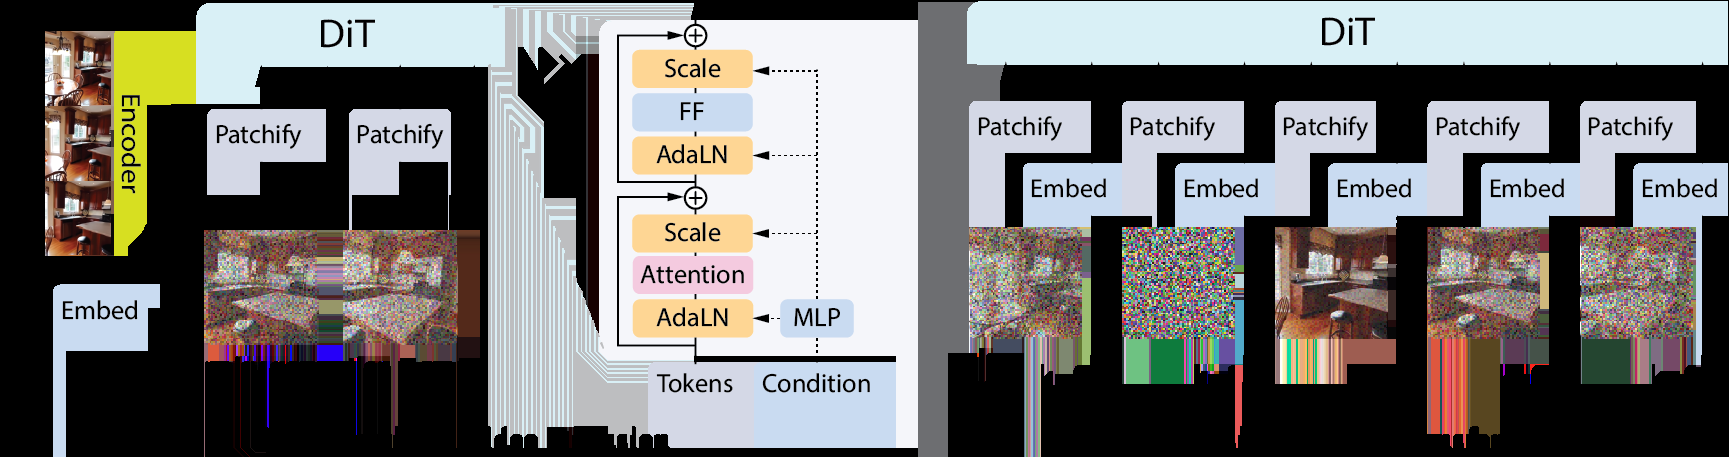 DiT
Encoder
Patchify
Patchify
Embed
Scale
FF
AdaLN
Scale
Attention
AdaLN
MLP
Tokens
Condition
DiT
Patchify
Patchify
Patchify
Patchify
Patchify
Embed
Embed
Embed
Embed
Embed